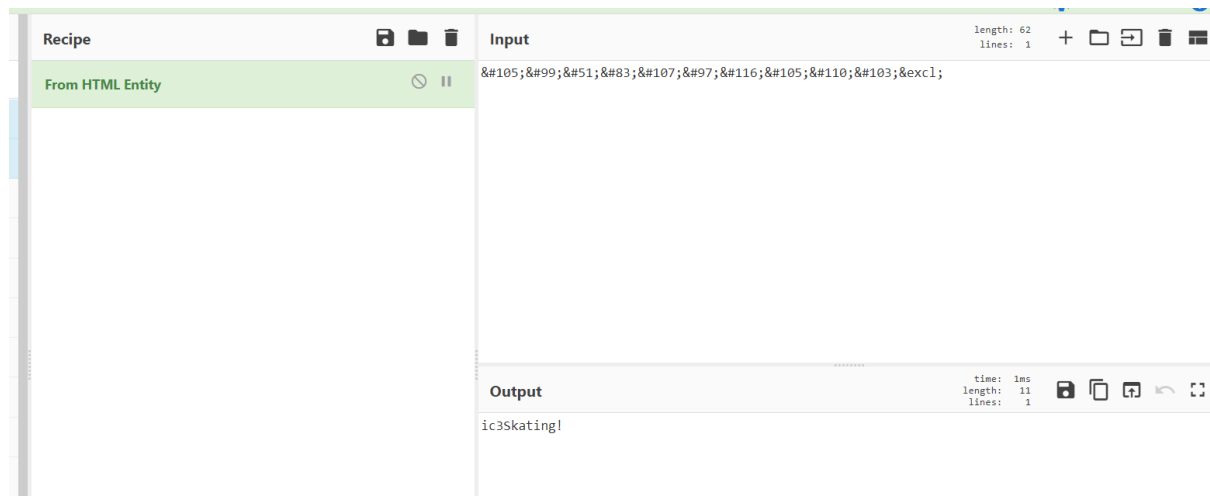 Recipe
Input
length: 62
lines: 1
From HTML Entity
&#105;&#99;&#51;&#83;&#107;&#97;&#116;&#105;&#110;&#103;&excl;
Output
time: 1ms
length: 11
lines: 1
ic3Skating!